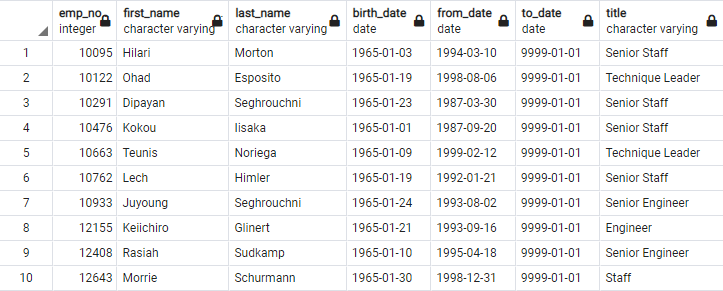 emp_no first_name last_name birth_date from_date to_date title
integer character varying character varying date date date character varying
1 10095 Hilari Morton 1965-01-03 1994-03-10 9999-01-01 Senior Staff
2 10122 Ohad Esposito 1965-01-19 1998-08-06 9999-01-01 Technique Leader
3 10291 Dipayan Seghrouchni 1965-01-23 1987-03-30 9999-01-01 Senior Staff
4 10476 Kokou Iisaka 1965-01-01 1987-09-20 9999-01-01 Senior Staff
5 10663 Teunis Noriega 1965-01-09 1999-02-12 9999-01-01 Technique Leader
6 10762 Lech Himler 1965-01-19 1992-01-21 9999-01-01 Senior Staff
7 10933 Juyoung Seghrouchni 1965-01-24 1993-08-02 9999-01-01 Senior Engineer
8 12155 Keiichiro Glinert 1965-01-21 1993-09-16 9999-01-01 Engineer
9 12408 Rasiah Sudkamp 1965-01-10 1995-04-18 9999-01-01 Senior Engineer
10 12643 Morrie Schurmann 1965-01-30 1998-12-31 9999-01-01 Staff